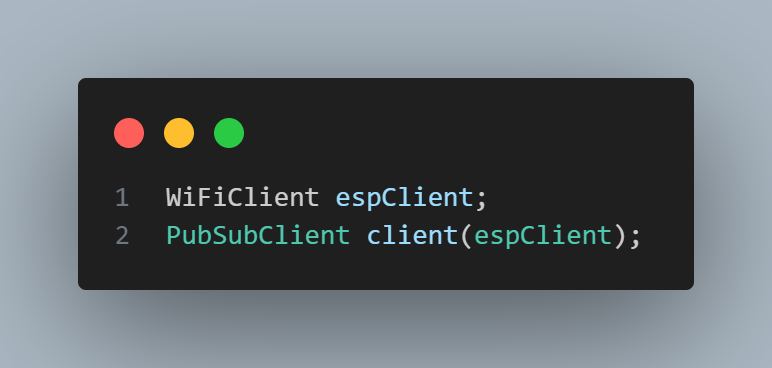 1 WiFiClient espClient;
2 PubSubClient client(espClient);